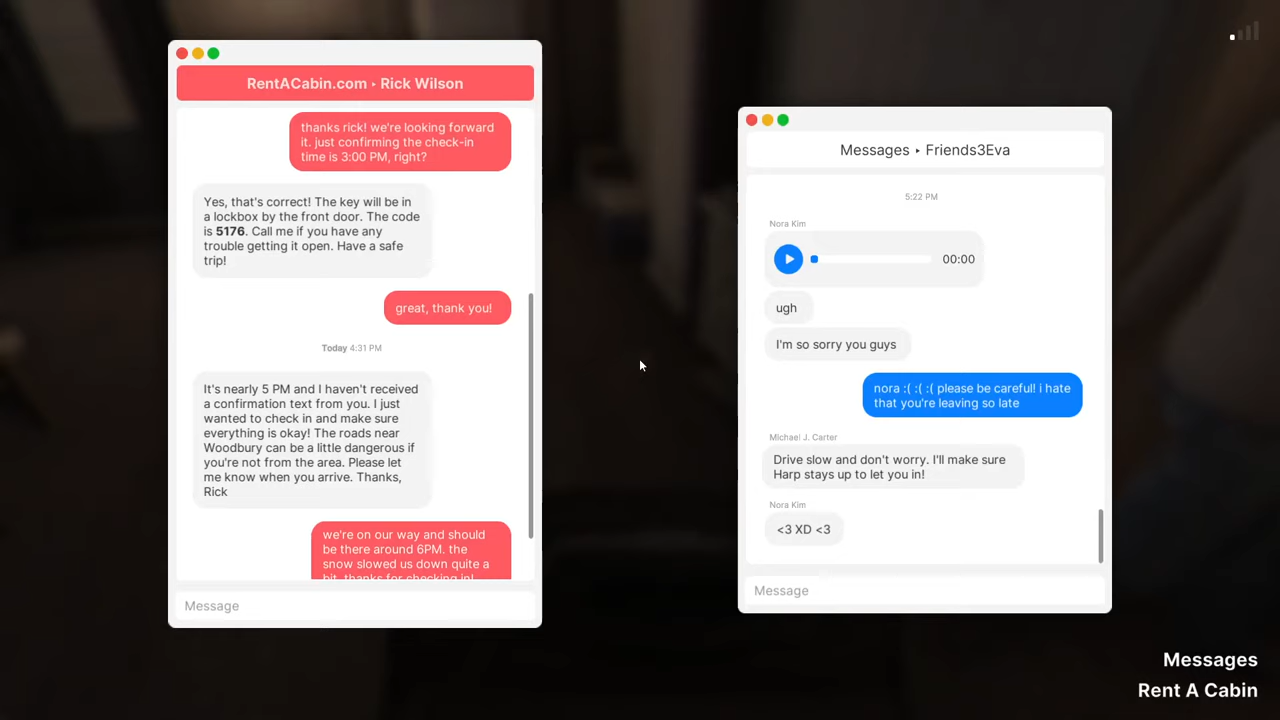 RentACabin.com ▸ Rick Wilson
thanks rick! we're looking forward
it. just confirming the check-in
time is 3:00 PM, right?
Yes, that's correct! The key will be in
a lockbox by the front door. The code
is 5176. Call me if you have any
trouble getting it open. Have a safe
trip!
great, thank you!
Today 4:31 PM
It's nearly 5 PM and I haven't received
a confirmation text from you. I just
wanted to check in and make sure
everything is okay! The roads near
Woodbury can be a little dangerous if
you're not from the area. Please let
me know when you arrive. Thanks,
Rick
we're on our way and should
be there around 6PM. the
snow slowed us down quite a
bit. thanks for checking in!
Message
Messages ▸ Friends3Eva
5:22 PM
Nora Kim
00:00
ugh
I'm so sorry you guys
nora :( :( :( please be careful! i hate
that you're leaving so late
Michael J. Carter
Drive slow and don't worry. I'll make sure
Harp stays up to let you in!
Nora Kim
<3 XD <3
Message
Messages
Rent A Cabin